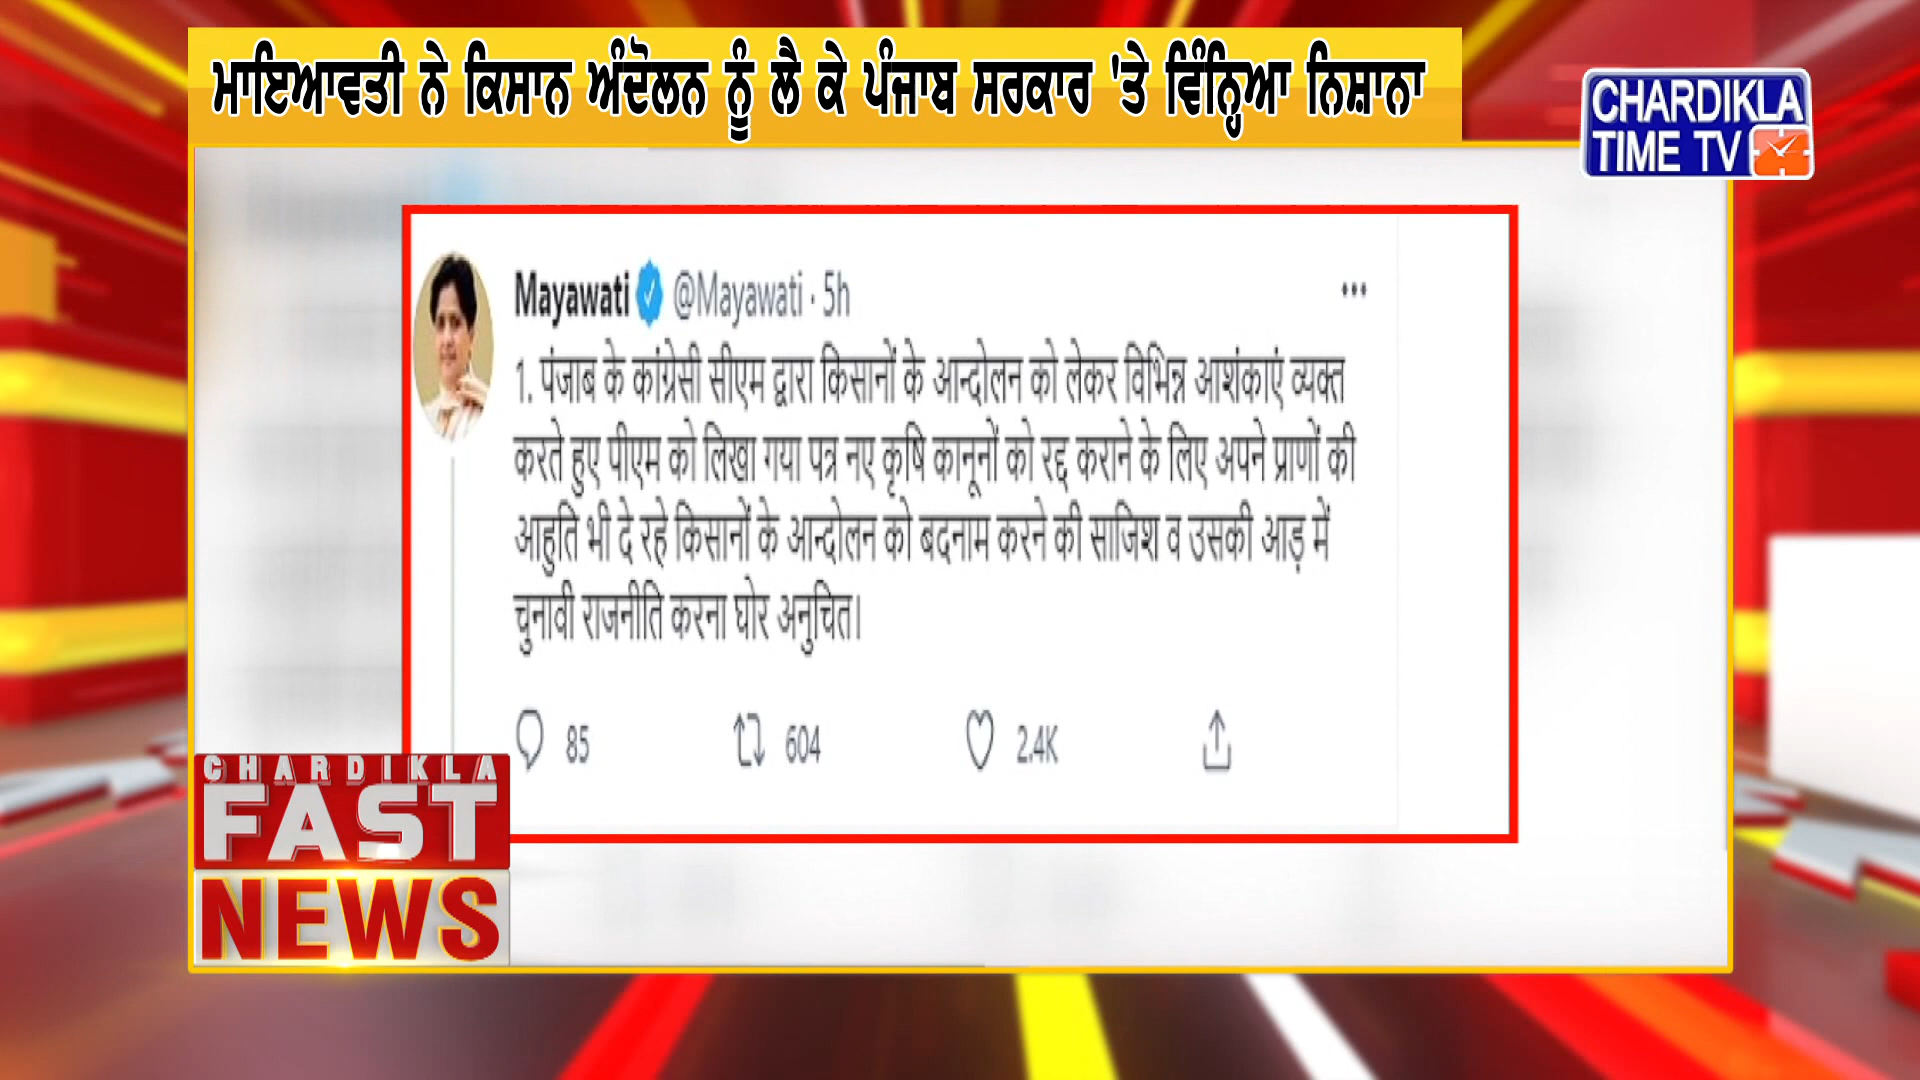 ਮਾਇਆਵਤੀ ਨੇ ਕਿਸਾਨ ਅੰਦੋਲਨ ਨੂੰ ਲੈ ਕੇ ਪੰਜਾਬ ਸਰਕਾਰ 'ਤੇ ਵਿੰਨ੍ਹਿਆ ਨਿਸ਼ਾਨਾ
CHARDIKLA
TIME TV
Mayawati @Mayawati · 5h
1. पंजाब के कांग्रेसी सीएम द्वारा किसानों के आन्दोलन को लेकर विभिन्न आशंकाएं व्यक्त
करते हुए पीएम को लिखा गया पत्र नए कृषि कानूनों को रद्द कराने के लिए अपने प्राणों की
आहुति भी दे रहे किसानों के आन्दोलन को बदनाम करने की साजिश व उसकी आड़ में
चुनावी राजनीति करना घोर अनुचित।
85 604 2.4K
CHARDIKLA
FAST
NEWS